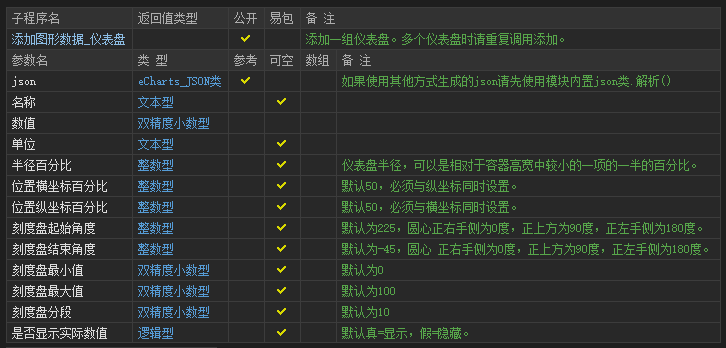 子程序名 返回值类型 公开 易包 备 注
添加图形数据_仪表盘 ✓ 添加一组仪表盘。多个仪表盘时请重复调用添加。
参数名 类 型 参考 可空 数组 备 注
json eCharts_JSON类 ✓ 如果使用其他方式生成的json请先使用模块内置json类.解析()
名称 文本型 ✓
数值 双精度小数型
单位 文本型 ✓
半径百分比 整数型 ✓ 仪表盘半径，可以是相对于容器高宽中较小的一项的一半的百分比。
位置横坐标百分比 整数型 ✓ 默认50，必须与纵坐标同时设置。
位置纵坐标百分比 整数型 ✓ 默认50，必须与横坐标同时设置。
刻度盘起始角度 整数型 ✓ 默认为225，圆心正右手侧为0度，正上方为90度，正左手侧为180度。
刻度盘结束角度 整数型 ✓ 默认为-45，圆心 正右手侧为0度，正上方为90度，正左手侧为180度。
刻度盘最小值 双精度小数型 ✓ 默认为0
刻度盘最大值 双精度小数型 ✓ 默认为100
刻度盘分段 双精度小数型 ✓ 默认为10
是否显示实际数值 逻辑型 ✓ 默认真=显示，假=隐藏。